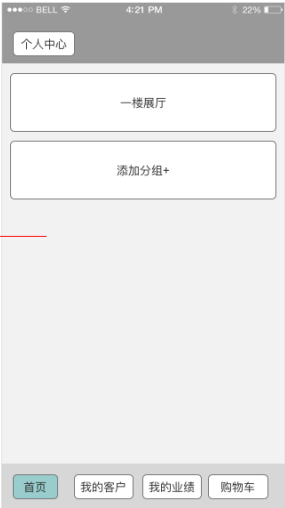 BELL 4:21 PM 22%
个人中心
一楼展厅
添加分组+
首页 我的客户 我的业绩 购物车